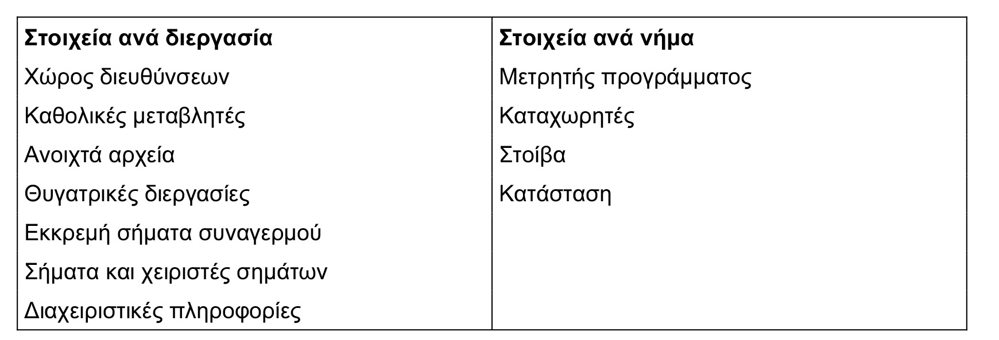 Στοιχεία ανά διεργασία
Χώρος διευθύνσεων
Καθολικές μεταβλητές
Ανοιχτά αρχεία
Θυγατρικές διεργασίες
Εκκρεμή σήματα συναγερμού
Σήματα και χειριστές σημάτων
Διαχειριστικές πληροφορίες
Στοιχεία ανά νήμα
Μετρητής προγράμματος
Καταχωρητές
Στοίβα
Κατάσταση